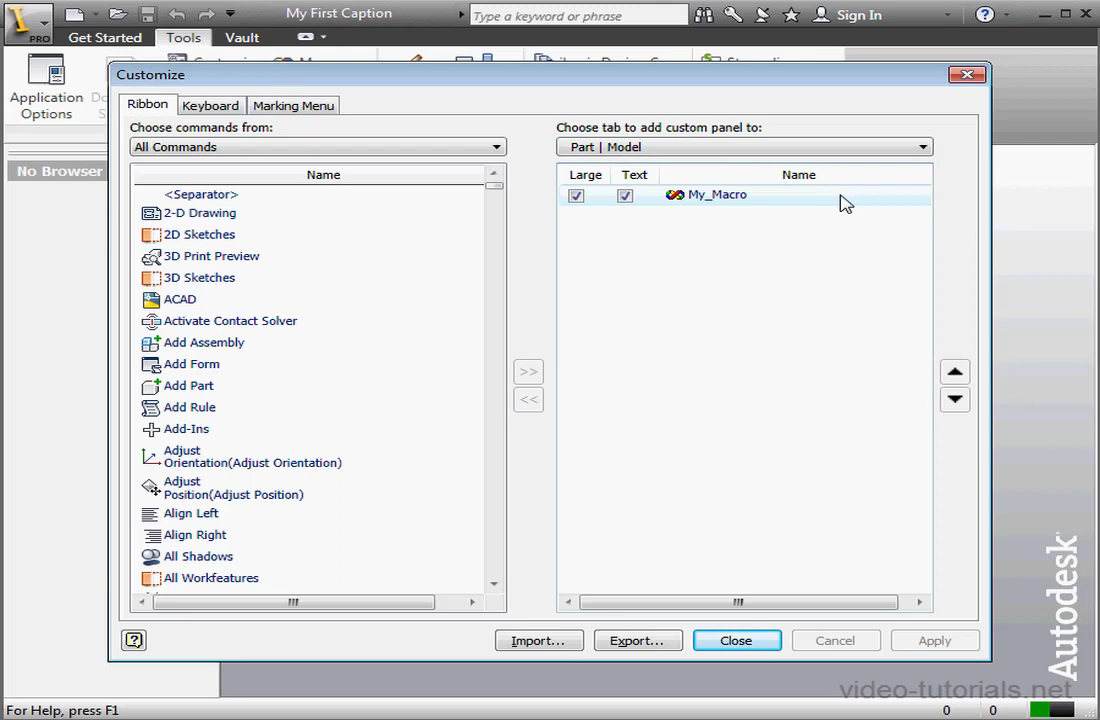 PRO
My First Caption
Type a keyword or phrase
Sign In
Get Started
Tools
Vault
Application
Options
No Browser
Customize
Ribbon
Keyboard
Marking Menu
Choose commands from:
All Commands
Name
<Separator>
2-D Drawing
2D Sketches
3D Print Preview
3D Sketches
ACAD
Activate Contact Solver
Add Assembly
Add Form
Add Part
Add Rule
Add-Ins
Adjust
Orientation(Adjust Orientation)
Adjust
Position(Adjust Position)
Align Left
Align Right
All Shadows
All Workfeatures
>>
<<
Choose tab to add custom panel to:
Part | Model
Large Text Name
My_Macro
Import...
Export...
Close
Cancel
Apply
Autodesk
video-tutorials.net
For Help, press F1
0 0